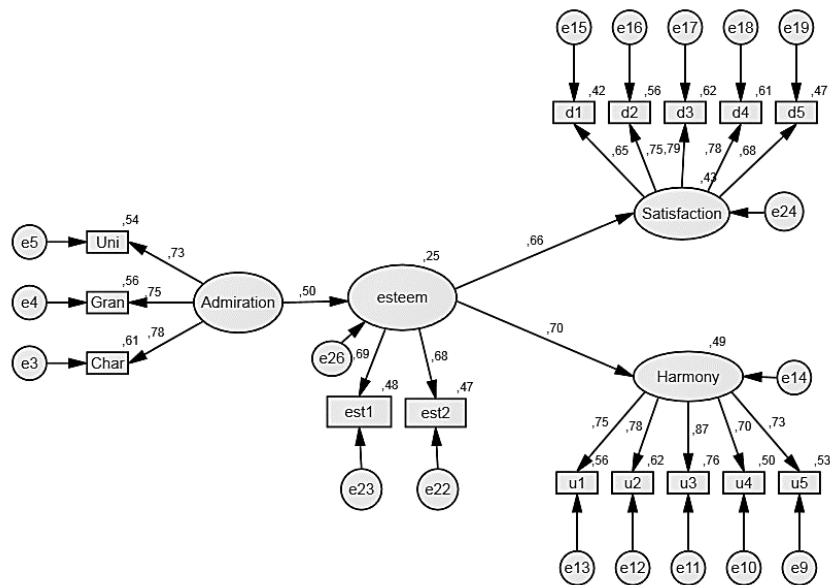 e15 e16 e17 e18 e19
,42 ,56 ,62 ,61 ,47
d1 d2 d3 d4 d5
,65 ,75 ,79 ,78 ,68
,43
Satisfaction
e24
,66
,54
e5 Uni
,73
,56
e4 Gran
,75
,61
e3 Char
,78
Admiration
,50
,25
esteem
e26
,69 ,68
,48 ,47
est1 est2
e23 e22
,70
,49
Harmony
e14
,75 ,78 ,87 ,70 ,73
,56 ,62 ,76 ,50 ,53
u1 u2 u3 u4 u5
e13 e12 e11 e10 e9